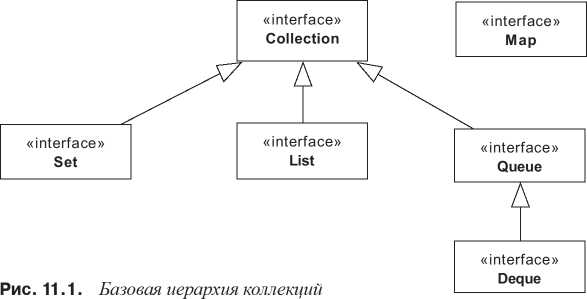 «interface»
Collection
«interface»
Map
«interface»
Set
«interface»
List
«interface»
Queue
«interface»
Deque
Рис. 11.1. Базовая иерархия коллекций